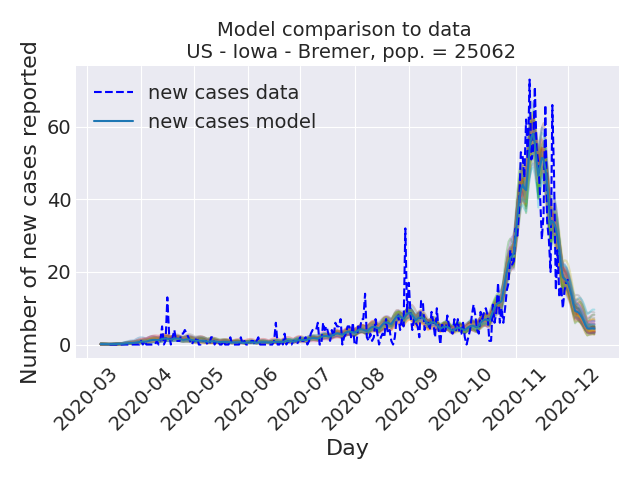 Model comparison to data
US - Iowa - Bremer, pop. = 25062
Number of new cases reported
new cases data
new cases model
60
40
20
0
2020-03
2020-04
2020-05
2020-06
2020-07
2020-08
2020-09
2020-10
2020-11
2020-12
Day